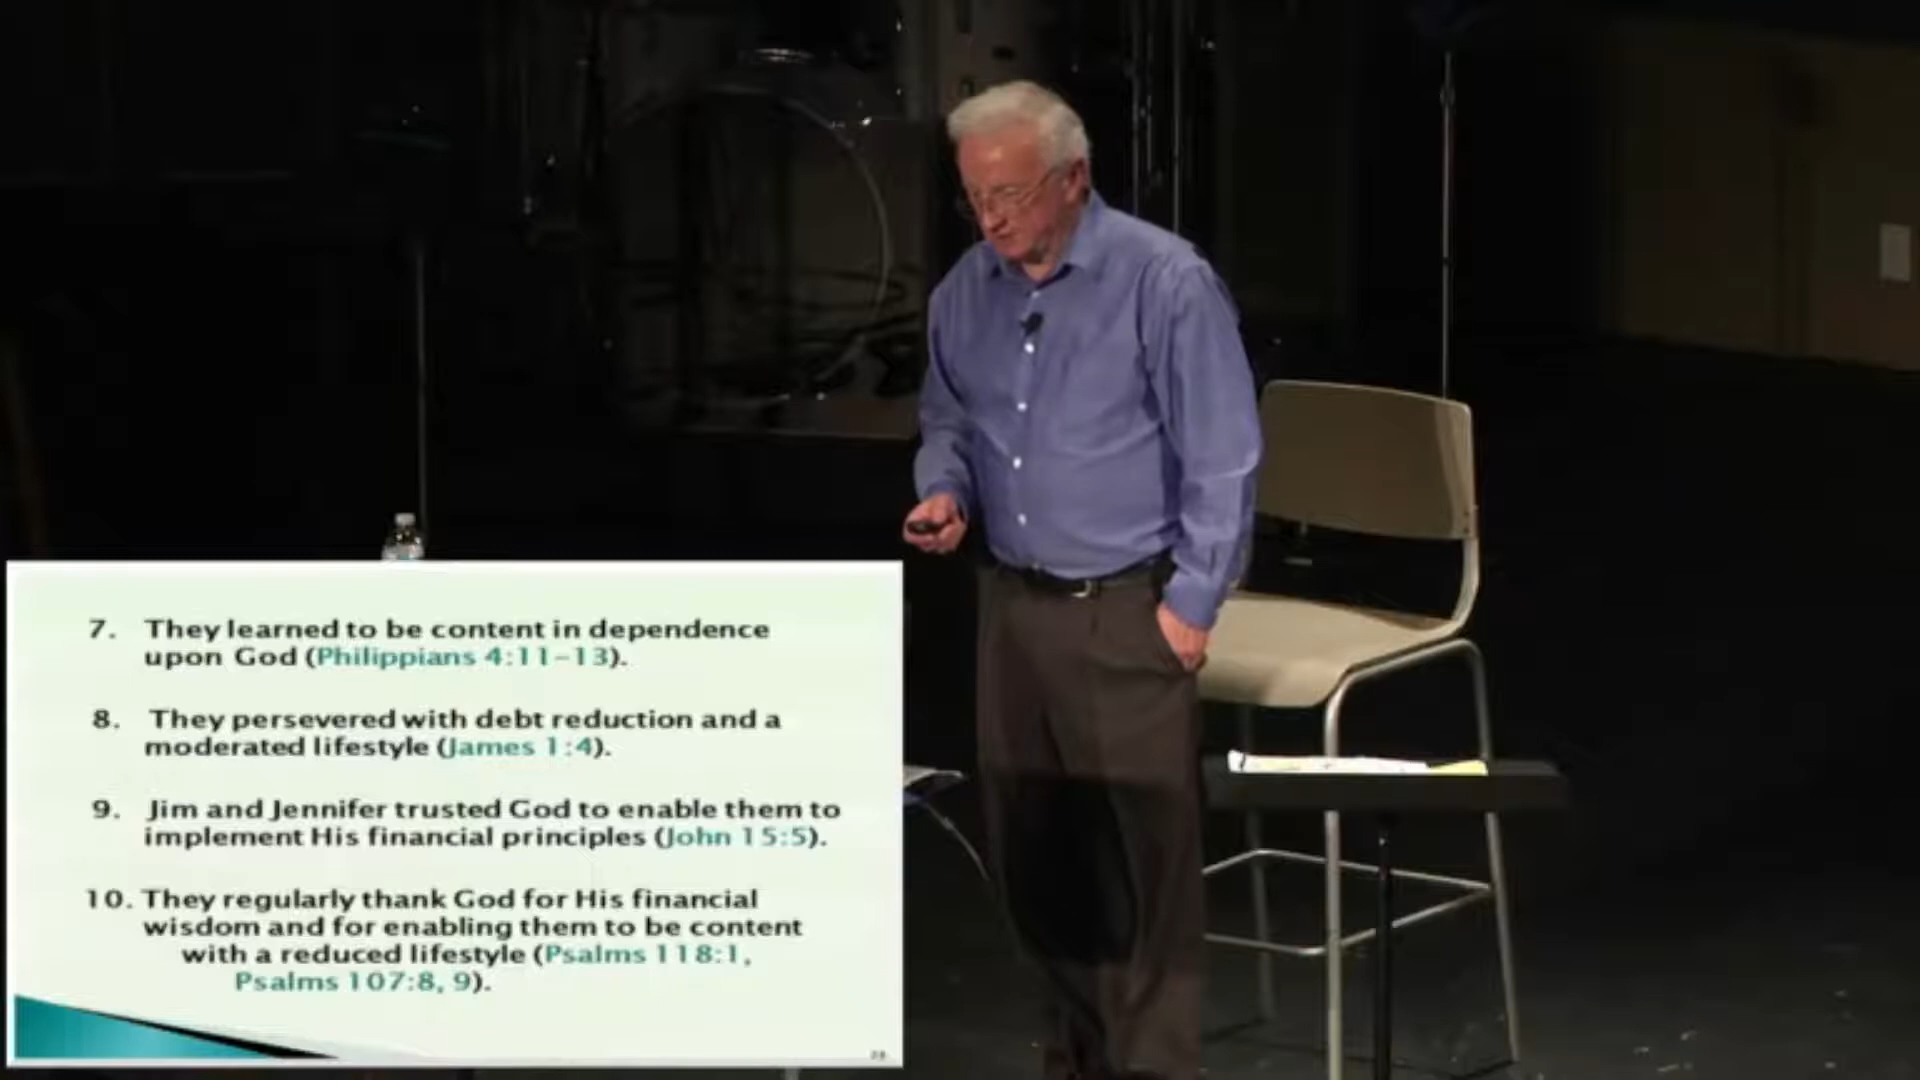 7. They learned to be content in dependence
upon God (Philippians 4:11-13).
8. They persevered with debt reduction and a
moderated lifestyle (James 1:4).
9. Jim and Jennifer trusted God to enable them to
implement His financial principles (John 15:5).
10. They regularly thank God for His financial
wisdom and for enabling them to be content
with a reduced lifestyle (Psalms 118:1,
Psalms 107:8, 9).